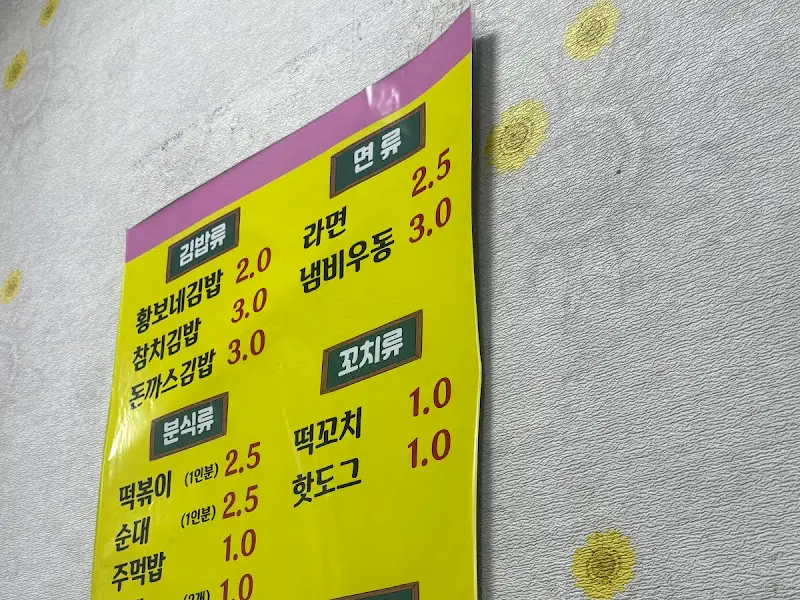 김밥류
황보네김밥 2.0
참치김밥 3.0
돈까스김밥 3.0
분식류
떡볶이 (1인분) 2.5
순대 (1인분) 2.5
주먹밥 1.0
1.0
면류
라면 2.5
냄비우동 3.0
꼬치류
떡꼬치 1.0
핫도그 1.0